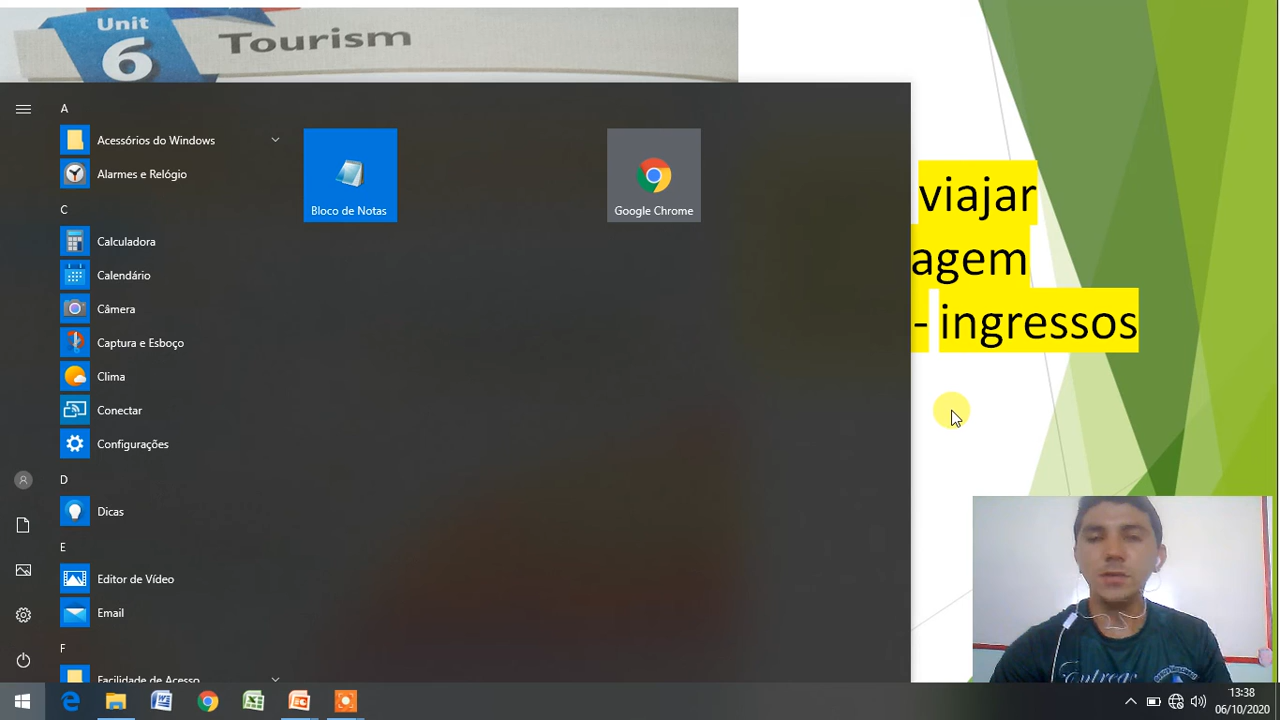 Unit
6
Tourism
A
Acessórios do Windows
Alarmes e Relógio
C
Calculadora
Calendário
Câmera
Captura e Esboço
Clima
Conectar
Configurações
D
Dicas
E
Editor de Vídeo
Email
F
Facilidade de Acesso
Bloco de Notas
Google Chrome
viajar
agem
- ingressos
13:38
06/10/2020